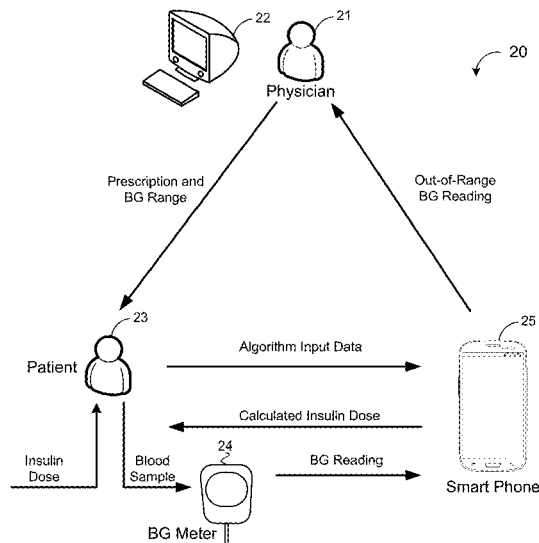 22
21
20
Physician
Prescription and
BG Range
Out-of-Range
BG Reading
23
25
Patient
Algorithm Input Data
Calculated Insulin Dose
24
Insulin
Dose
Blood
Sample
BG Reading
Smart Phone
BG Meter